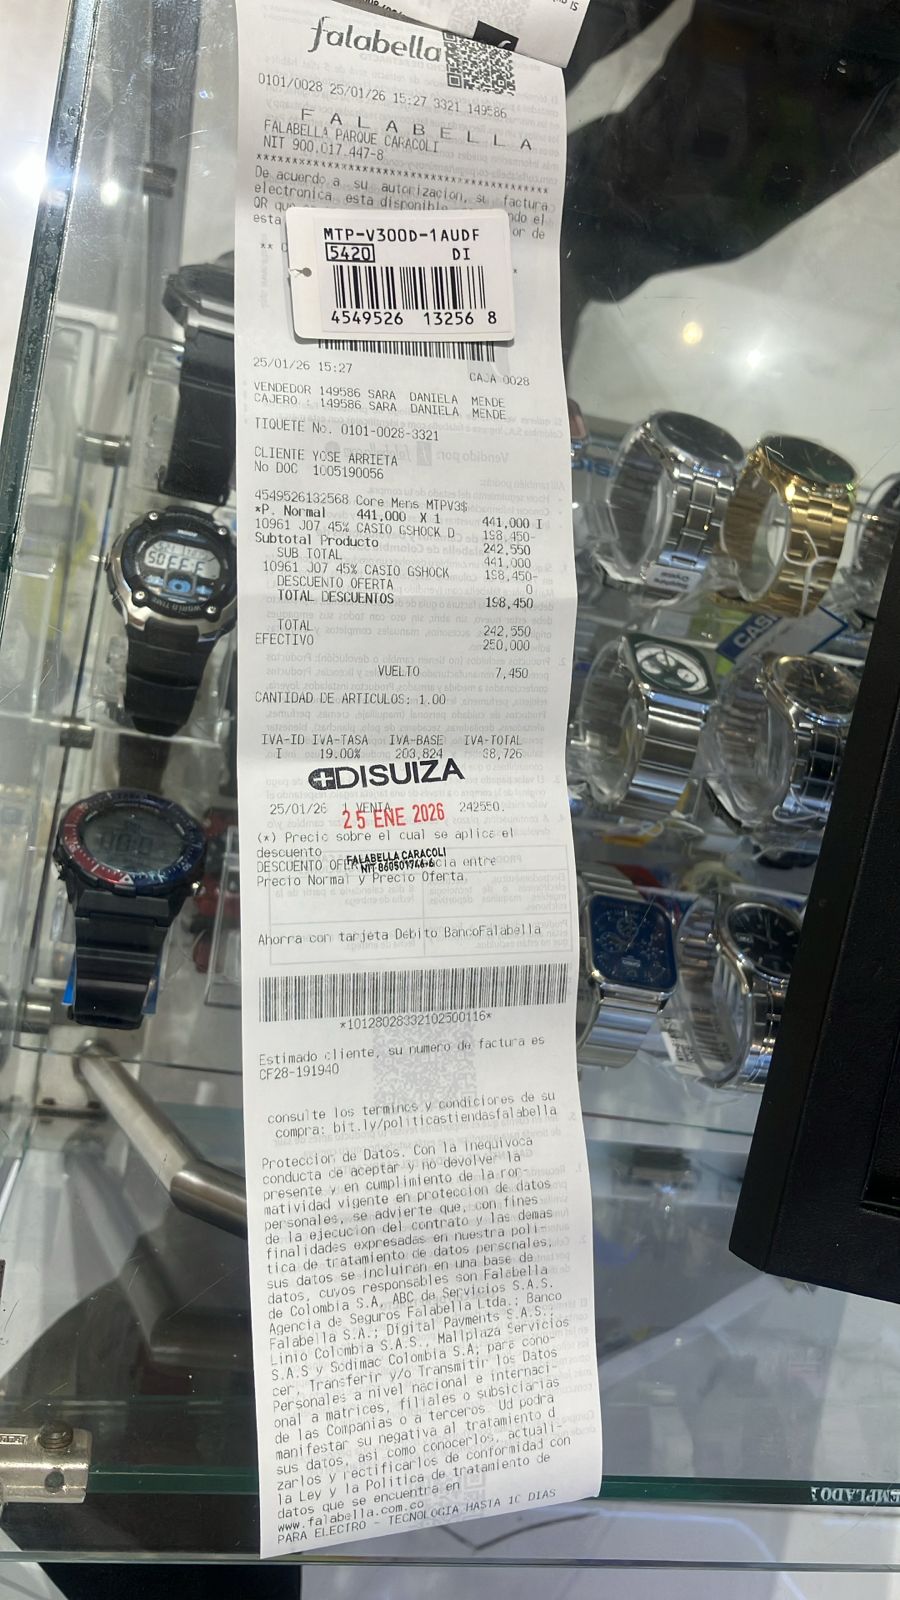 falabella
0101/0028 25/01/26 15:27 3321 149586
F A L A B E L L A
FALABELLA PARQUE CARACOLI
NIT 900.017.447-8
De acuerdo a su autorizacion, su factura
electronica esta disponible
QR
esta
MTP-V300D-1AUDF
5420 DI
4549526 13256 8
25/01/26 15:27
CAJA 0028
VENDEDOR 149586 SARA DANIELA MENDE
CAJERO : 149586 SARA DANIELA MENDE
TIQUETE No. 0101-0028-3321
CLIENTE YOSE ARRIETA
No DOC 1005190056
4549526132568 Core Mens MTPV3$
*P. Normal 441,000 X 1 441,000 I
10961 J07 45% CASIO GSHOCK D 198,450-
Subtotal Producto 242,550
SUB TOTAL 441,000
10961 J07 45% CASIO GSHOCK 198,450-
DESCUENTO OFERTA 0
TOTAL DESCUENTOS 198,450
TOTAL 242,550
EFECTIVO 250,000
VUELTO 7,450
CANTIDAD DE ARTICULOS: 1.00
IVA-ID IVA-TASA IVA-BASE IVA-TOTAL
I 19.00% 203,824 38,726
DISUIZA
25/01/26 1 VENTA 242550.
25 ENE 2026
(*) Precio sobre el cual se aplica el
descuento
FALABELLA CARACOLI
NIT 860501746-6
DESCUENTO entre
Precio Normal y Precio Oferta.
Ahorra con tarjeta Debito BancoFalabella
*10128028332102500116*
Estimado cliente, su numero de factura es
CF28-191940
consulte los terminos y condiciones de su
compra: bit.ly/politicastiendasfalabella
Proteccion de Datos. Con la inequivoca
conducta de aceptar y no devolver la
presente y en cumplimiento de la nor-
matividad vigente en proteccion de datos
personales, se advierte que, con fines
de la ejecucion del contrato y las demas
finalidades expresadas en nuestra poli-
tica de tratamiento de datos personales,
sus datos se incluiran en una base de
datos, cuyos responsables son Falabella
de Colombia S.A, ABC de Servicios S.A.S.
Agencia de Seguros Falabella Ltda.; Banco
Falabella S.A.; Digital Payments S.A.S.;
Linio Colombia S.A.S., Mallplaza Servicios
S.A.S y Sodimac Colombia S.A; para cono-
cer, Transferir y/o Transmitir los Datos
Personales a nivel nacional e internaci-
onal a matrices, filiales o subsiciarias
de las Companias o a terceros. Ud podra
manifestar su negativa al tratamiento d
sus datos, asi como conocerlos, actuali-
zarlos y rectificarlos de conformidad con
la Ley y la Politica de tratamiento de
datos que se encuentra en
www.falabella.com.co
PARA ELECTRO - TECNOLOGIA HASTA 10 DIAS